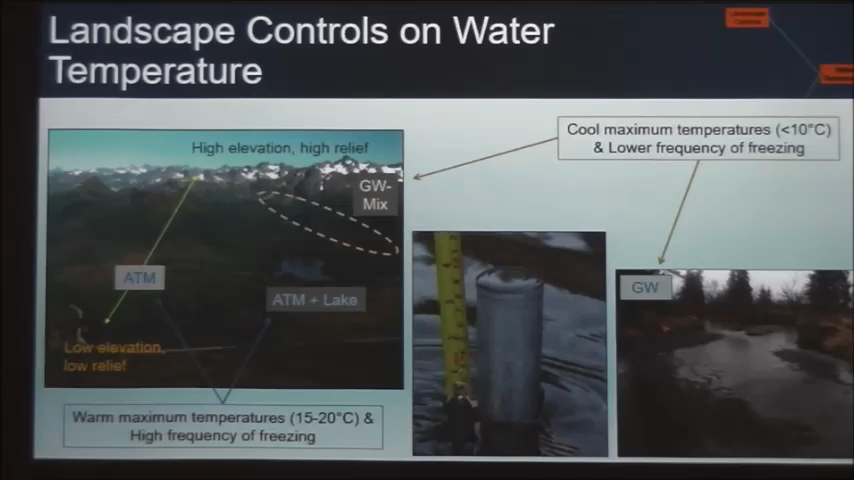 Landscape Controls on Water
Temperature
Cool maximum temperatures (<10°C)
& Lower frequency of freezing
High elevation, high relief
GW-
Mix
ATM
ATM + Lake
GW
Low elevation,
low relief
Warm maximum temperatures (15-20°C) &
High frequency of freezing